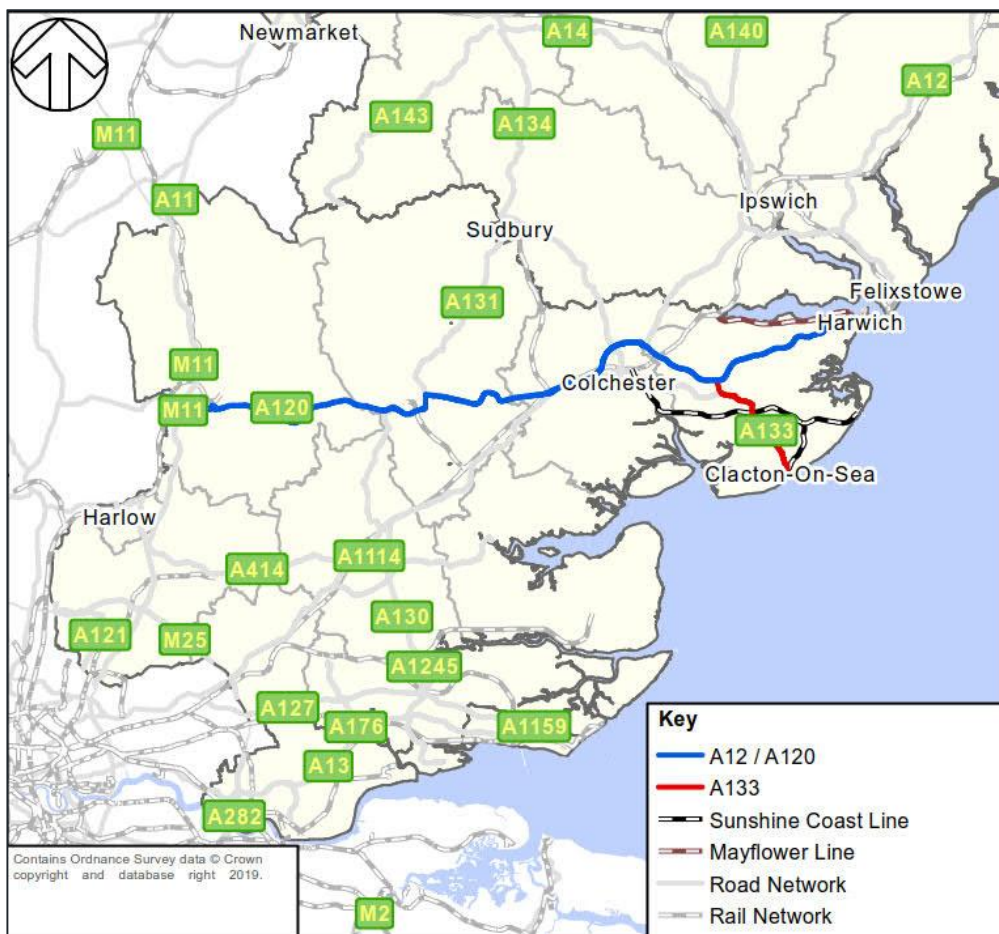 Newmarket
A14
A140
A12
A143
A134
M11
A11
Ipswich
Sudbury
Felixstowe
A131
Harwich
M11
Colchester
M11
A120
A133
Clacton-On-Sea
Harlow
A1114
A414
A130
A121
M25
A1245
A127
A176
A1159
A13
A282
M2
Key
A12 / A120
A133
Sunshine Coast Line
Mayflower Line
Road Network
Rail Network
Contains Ordnance Survey data © Crown
copyright and database right 2019.